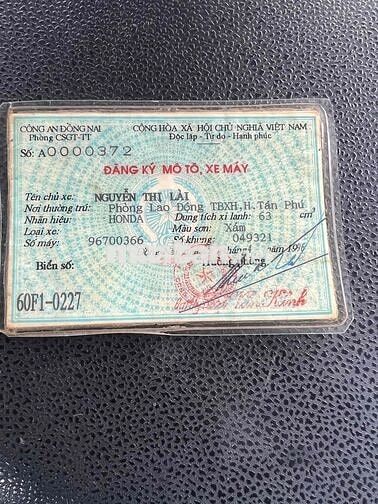 CÔNG AN ĐỒNG NAI
Phòng CSGT-TT
CỘNG HÒA XÃ HỘI CHỦ NGHĨA VIỆT NAM
Độc lập - Tự do - Hạnh phúc
Số: A0000372
ĐĂNG KÝ MÔ TÔ, XE MÁY
Tên chủ xe: NGUYỄN THỊ LÀI
Nơi thường trú: Phòng Lao Động TBXH,H.Tân Phú
Nhãn hiệu: HONDA Dung tích xi lanh: 63 cm³
Loại xe: Màu sơn: Xám
Số máy: 96700366 Số khung: 049321
Biển số:
60F1-0227